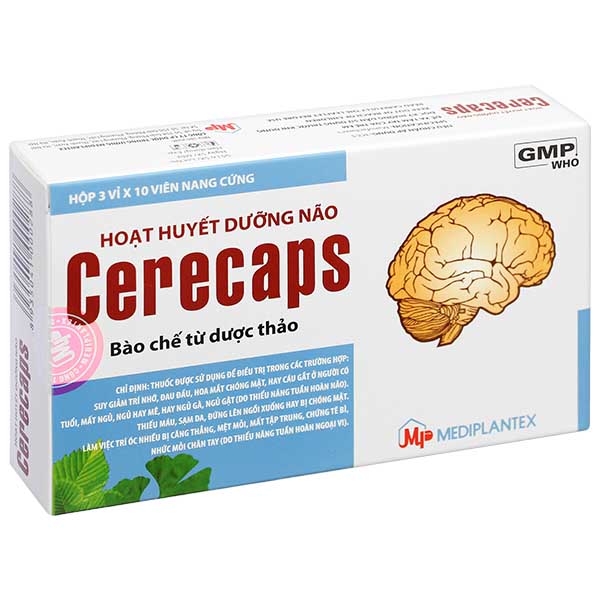 Cerecaps
GMP
WHO
HỘP 3 VỈ X 10 VIÊN NANG CỨNG
HOẠT HUYẾT DƯỠNG NÃO
Cerecaps
Bào chế từ dược thảo
CHỈ ĐỊNH: THUỐC ĐƯỢC SỬ DỤNG ĐỂ ĐIỀU TRỊ TRONG CÁC TRƯỜNG HỢP:
SUY GIẢM TRÍ NHỚ, ĐAU ĐẦU, HOA MẮT CHÓNG MẶT, HAY CÁU GẮT Ở NGƯỜI CÓ
TUỔI, MẤT NGỦ, NGỦ HAY MÊ, HAY NGỦ GÀ, NGỦ GẬT (DO THIỂU NĂNG TUẦN HOÀN NÃO).
THIẾU MÁU, SẠM DA, ĐỨNG LÊN NGỒI XUỐNG HAY BỊ CHÓNG MẶT.
LÀM VIỆC TRÍ ÓC NHIỀU BỊ CĂNG THẲNG, MỆT MỎI, MẤT TẬP TRUNG, CHỨNG TÊ BÌ,
NHỨC MỎI CHÂN TAY (DO THIỂU NĂNG TUẦN HOÀN NGOẠI VI).
MP MEDIPLANTEX
Cerecaps